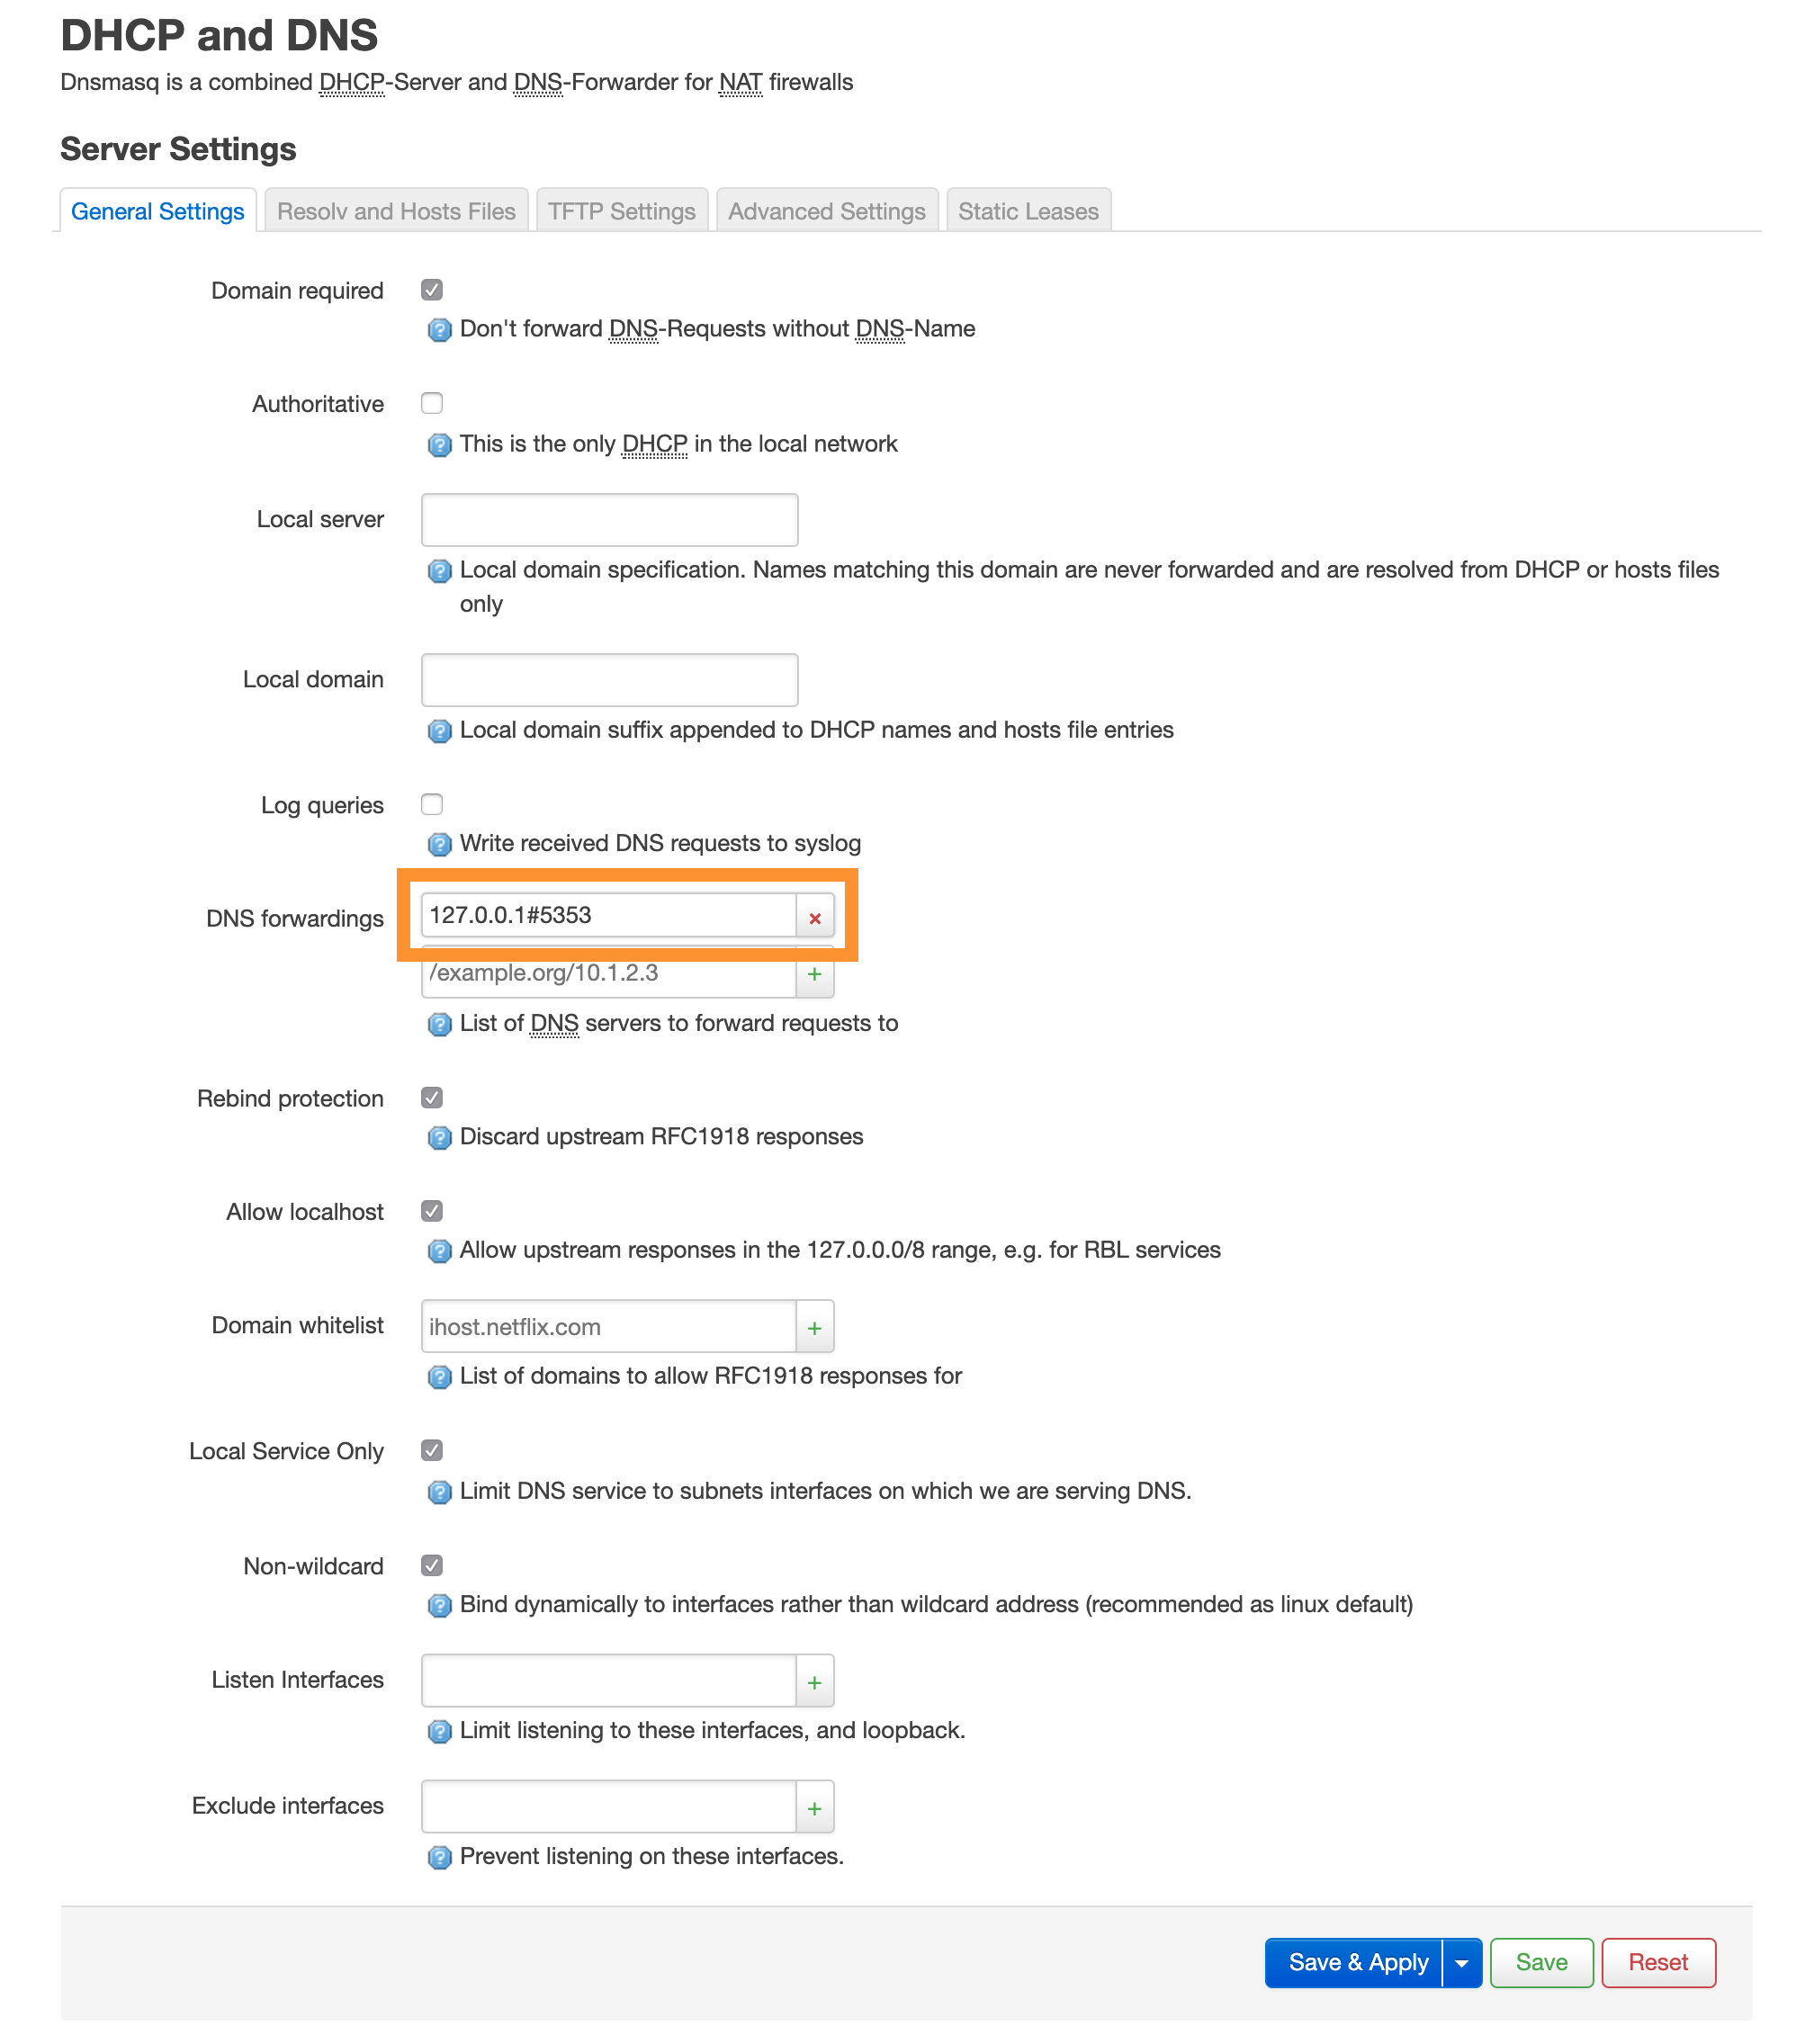 DHCP and DNS
Dnsmasq is a combined DHCP-Server and DNS-Forwarder for NAT firewalls
Server Settings
General Settings
Resolv and Hosts Files
TFTP Settings
Advanced Settings
Static Leases
Domain required
Don't forward DNS-Requests without DNS-Name
Authoritative
This is the only DHCP in the local network
Local server
Local domain specification. Names matching this domain are never forwarded and are resolved from DHCP or hosts files
only
Local domain
Local domain suffix appended to DHCP names and hosts file entries
Log queries
Write received DNS requests to syslog
DNS forwardings
127.0.0.1#5353
/example.org/10.1.2.3
List of DNS servers to forward requests to
Rebind protection
Discard upstream RFC1918 responses
Allow localhost
Allow upstream responses in the 127.0.0.0/8 range, e.g. for RBL services
Domain whitelist
ihost.netflix.com
List of domains to allow RFC1918 responses for
Local Service Only
Limit DNS service to subnets interfaces on which we are serving DNS.
Non-wildcard
Bind dynamically to interfaces rather than wildcard address (recommended as linux default)
Listen Interfaces
Limit listening to these interfaces, and loopback.
Exclude interfaces
Prevent listening on these interfaces.
Save & Apply
Save
Reset